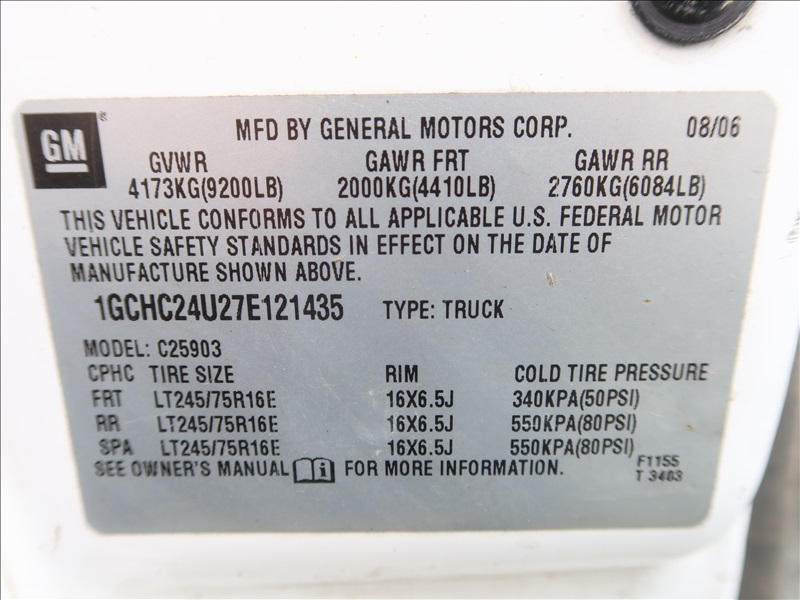 GM ® MFD BY GENERAL MOTORS CORP. 08/06
GVWR GAWR FRT GAWR RR
4173KG(9200LB) 2000KG(4410LB) 2760KG(6084LB)
THIS VEHICLE CONFORMS TO ALL APPLICABLE U.S. FEDERAL MOTOR
VEHICLE SAFETY STANDARDS IN EFFECT ON THE DATE OF
MANUFACTURE SHOWN ABOVE.
1GCHC24U27E121435 TYPE: TRUCK
MODEL: C25903
CPHC TIRE SIZE RIM COLD TIRE PRESSURE
FRT LT245/75R16E 16X6.5J 340KPA(50PSI)
RR LT245/75R16E 16X6.5J 550KPA(80PSI)
SPA LT245/75R16E 16X6.5J 550KPA(80PSI)
SEE OWNER'S MANUAL i FOR MORE INFORMATION. F1155
T 3403